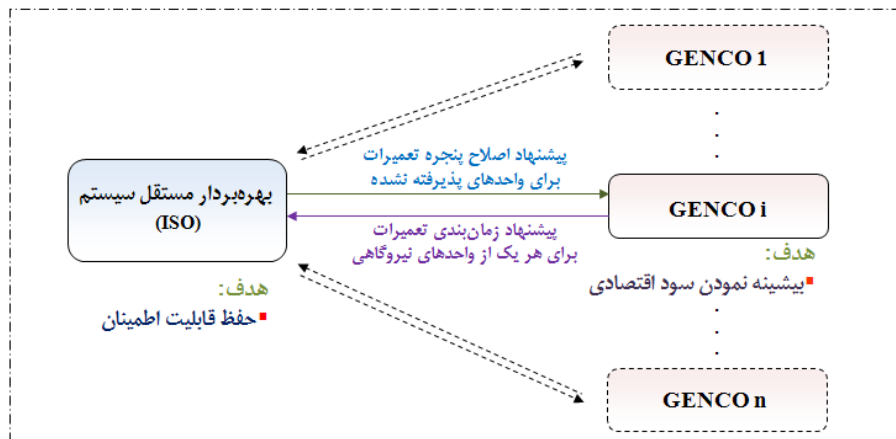 GENCO 1
پیشنهاد اصلاح پنجره تعمیرات
برای واحدهای پذیرفته نشده
بهره‌بردار مستقل سیستم
(ISO)
GENCO i
پیشنهاد زمان‌بندی تعمیرات
برای هر یک از واحدهای نیروگاهی
هدف:
بیشینه نمودن سود اقتصادی
هدف:
حفظ قابلیت اطمینان
GENCO n